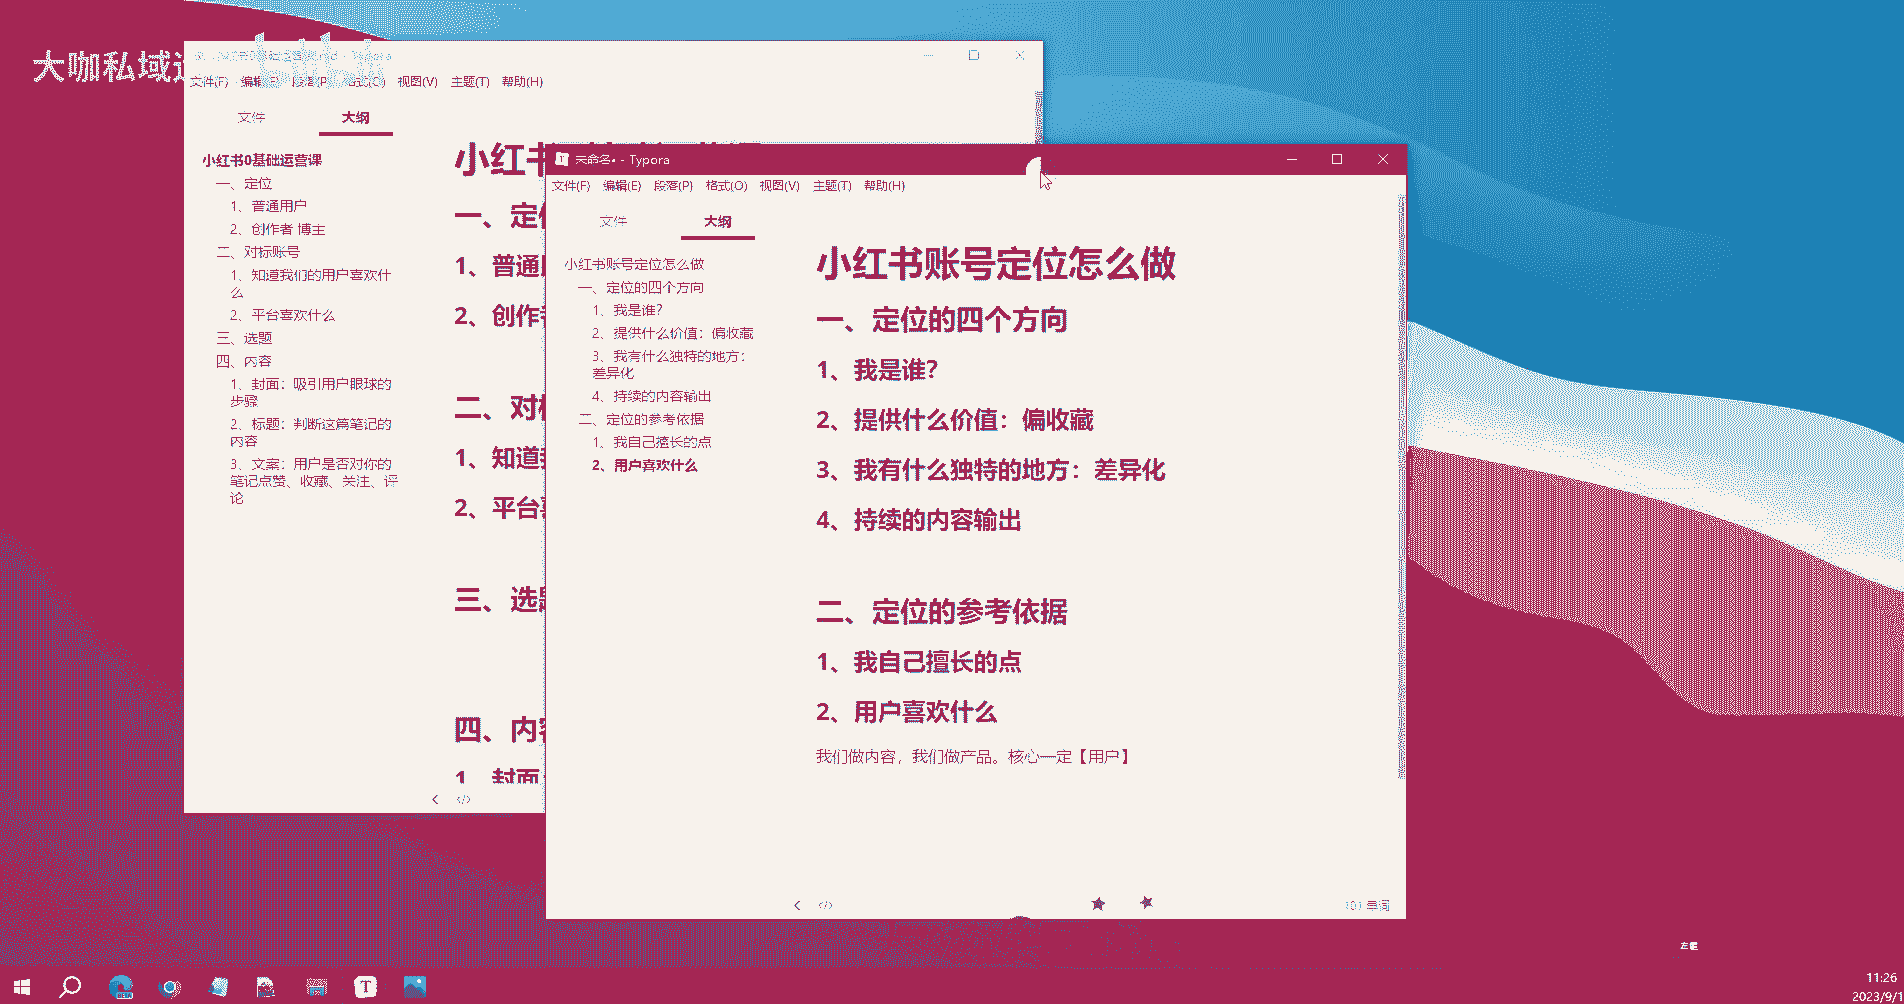 大咖私域运
bilibili
- Typora
文件(F) 编辑(E) 段落(P) 格式(O) 视图(V) 主题(T) 帮助(H)
文件 大纲
小红书0基础运营课
一、定位
1、普通用户
2、创作者 博主
二、对标账号
1、知道我们的用户喜欢什
么
2、平台喜欢什么
三、选题
四、内容
1、封面：吸引用户眼球的
步骤
2、标题：判断这篇笔记的
内容
3、文案：用户是否对你的
笔记点赞、收藏、关注、评
论
小红书
一、定位
1、普通
2、创作者
二、对标
1、知道
2、平台
三、选题
四、内容
1、封面
未命名• - Typora
文件(F) 编辑(E) 段落(P) 格式(O) 视图(V) 主题(T) 帮助(H)
文件 大纲
小红书账号定位怎么做
一、定位的四个方向
1、我是谁？
2、提供什么价值：偏收藏
3、我有什么独特的地方：
差异化
4、持续的内容输出
二、定位的参考依据
1、我自己擅长的点
2、用户喜欢什么
小红书账号定位怎么做
一、定位的四个方向
1、我是谁？
2、提供什么价值：偏收藏
3、我有什么独特的地方：差异化
4、持续的内容输出
二、定位的参考依据
1、我自己擅长的点
2、用户喜欢什么
我们做内容，我们做产品。核心一定【用户】
101 单词
左键
BETA
T
11:26
2023/9/1